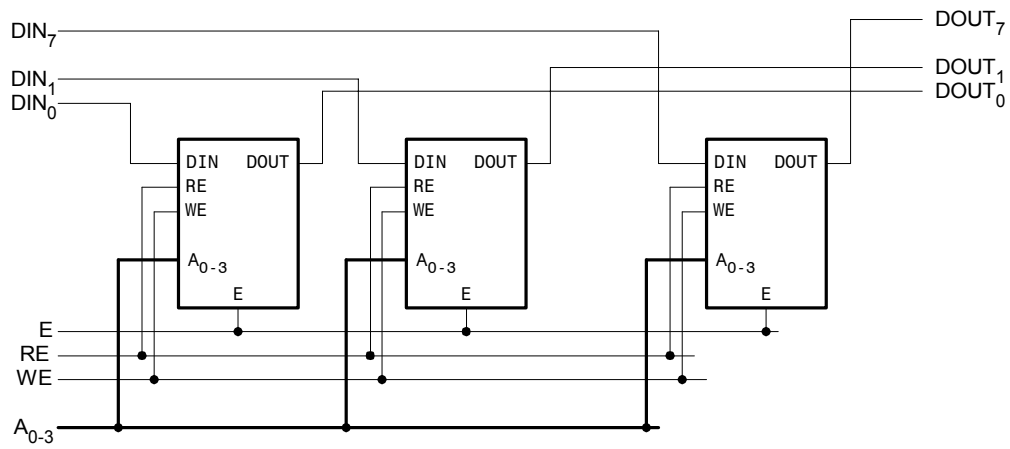 DIN₇ DOUT₇
DIN₁ DOUT₁
DIN₀ DOUT₀
DIN DOUT DIN DOUT DIN DOUT
RE RE RE
WE WE WE
A₀₋₃ A₀₋₃ A₀₋₃
E E E
E
RE
WE
A₀₋₃